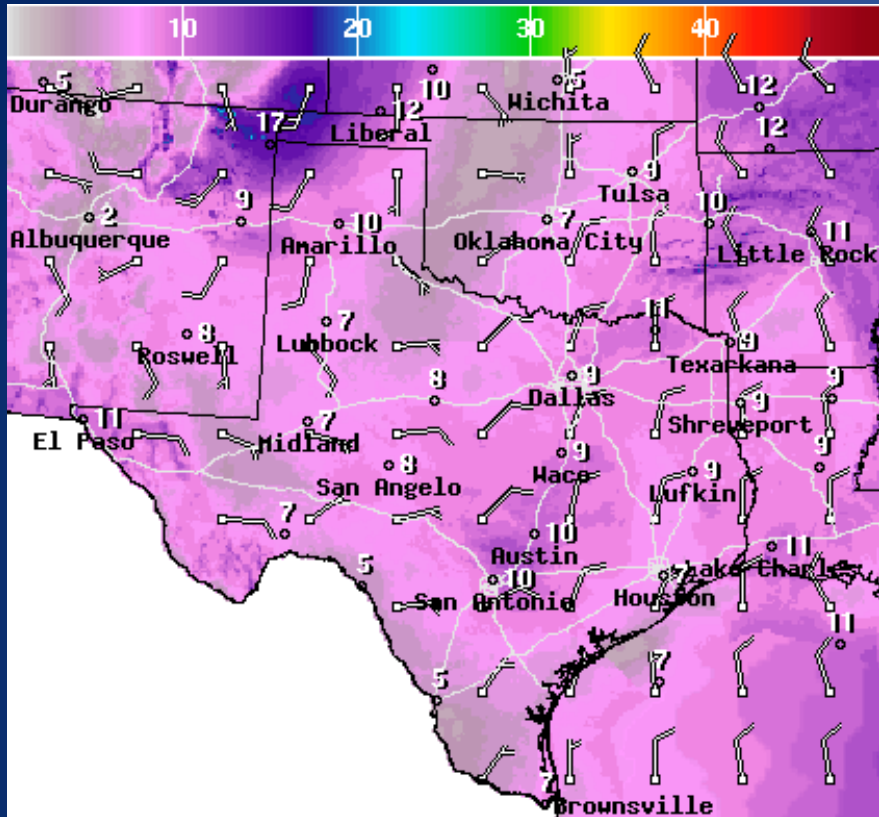 10 20 30 40
5 10 5 12
Durango Wichita
17 12 Liberal 12
9 Tulsa
2 9 10 7 10 11
Albuquerque Amarillo Oklahoma City Little Rock
8 7 11 9
Roswell Lubbock Texarkana
9
Dallas
8 9 9
11 7 Shreveport
El Paso Midland
8 9 9 9
San Angelo Waco Lufkin
7 10 11
Austin Lake Charles
5 10 7
San Antonio Houston
11
5 7
7
Brownsville